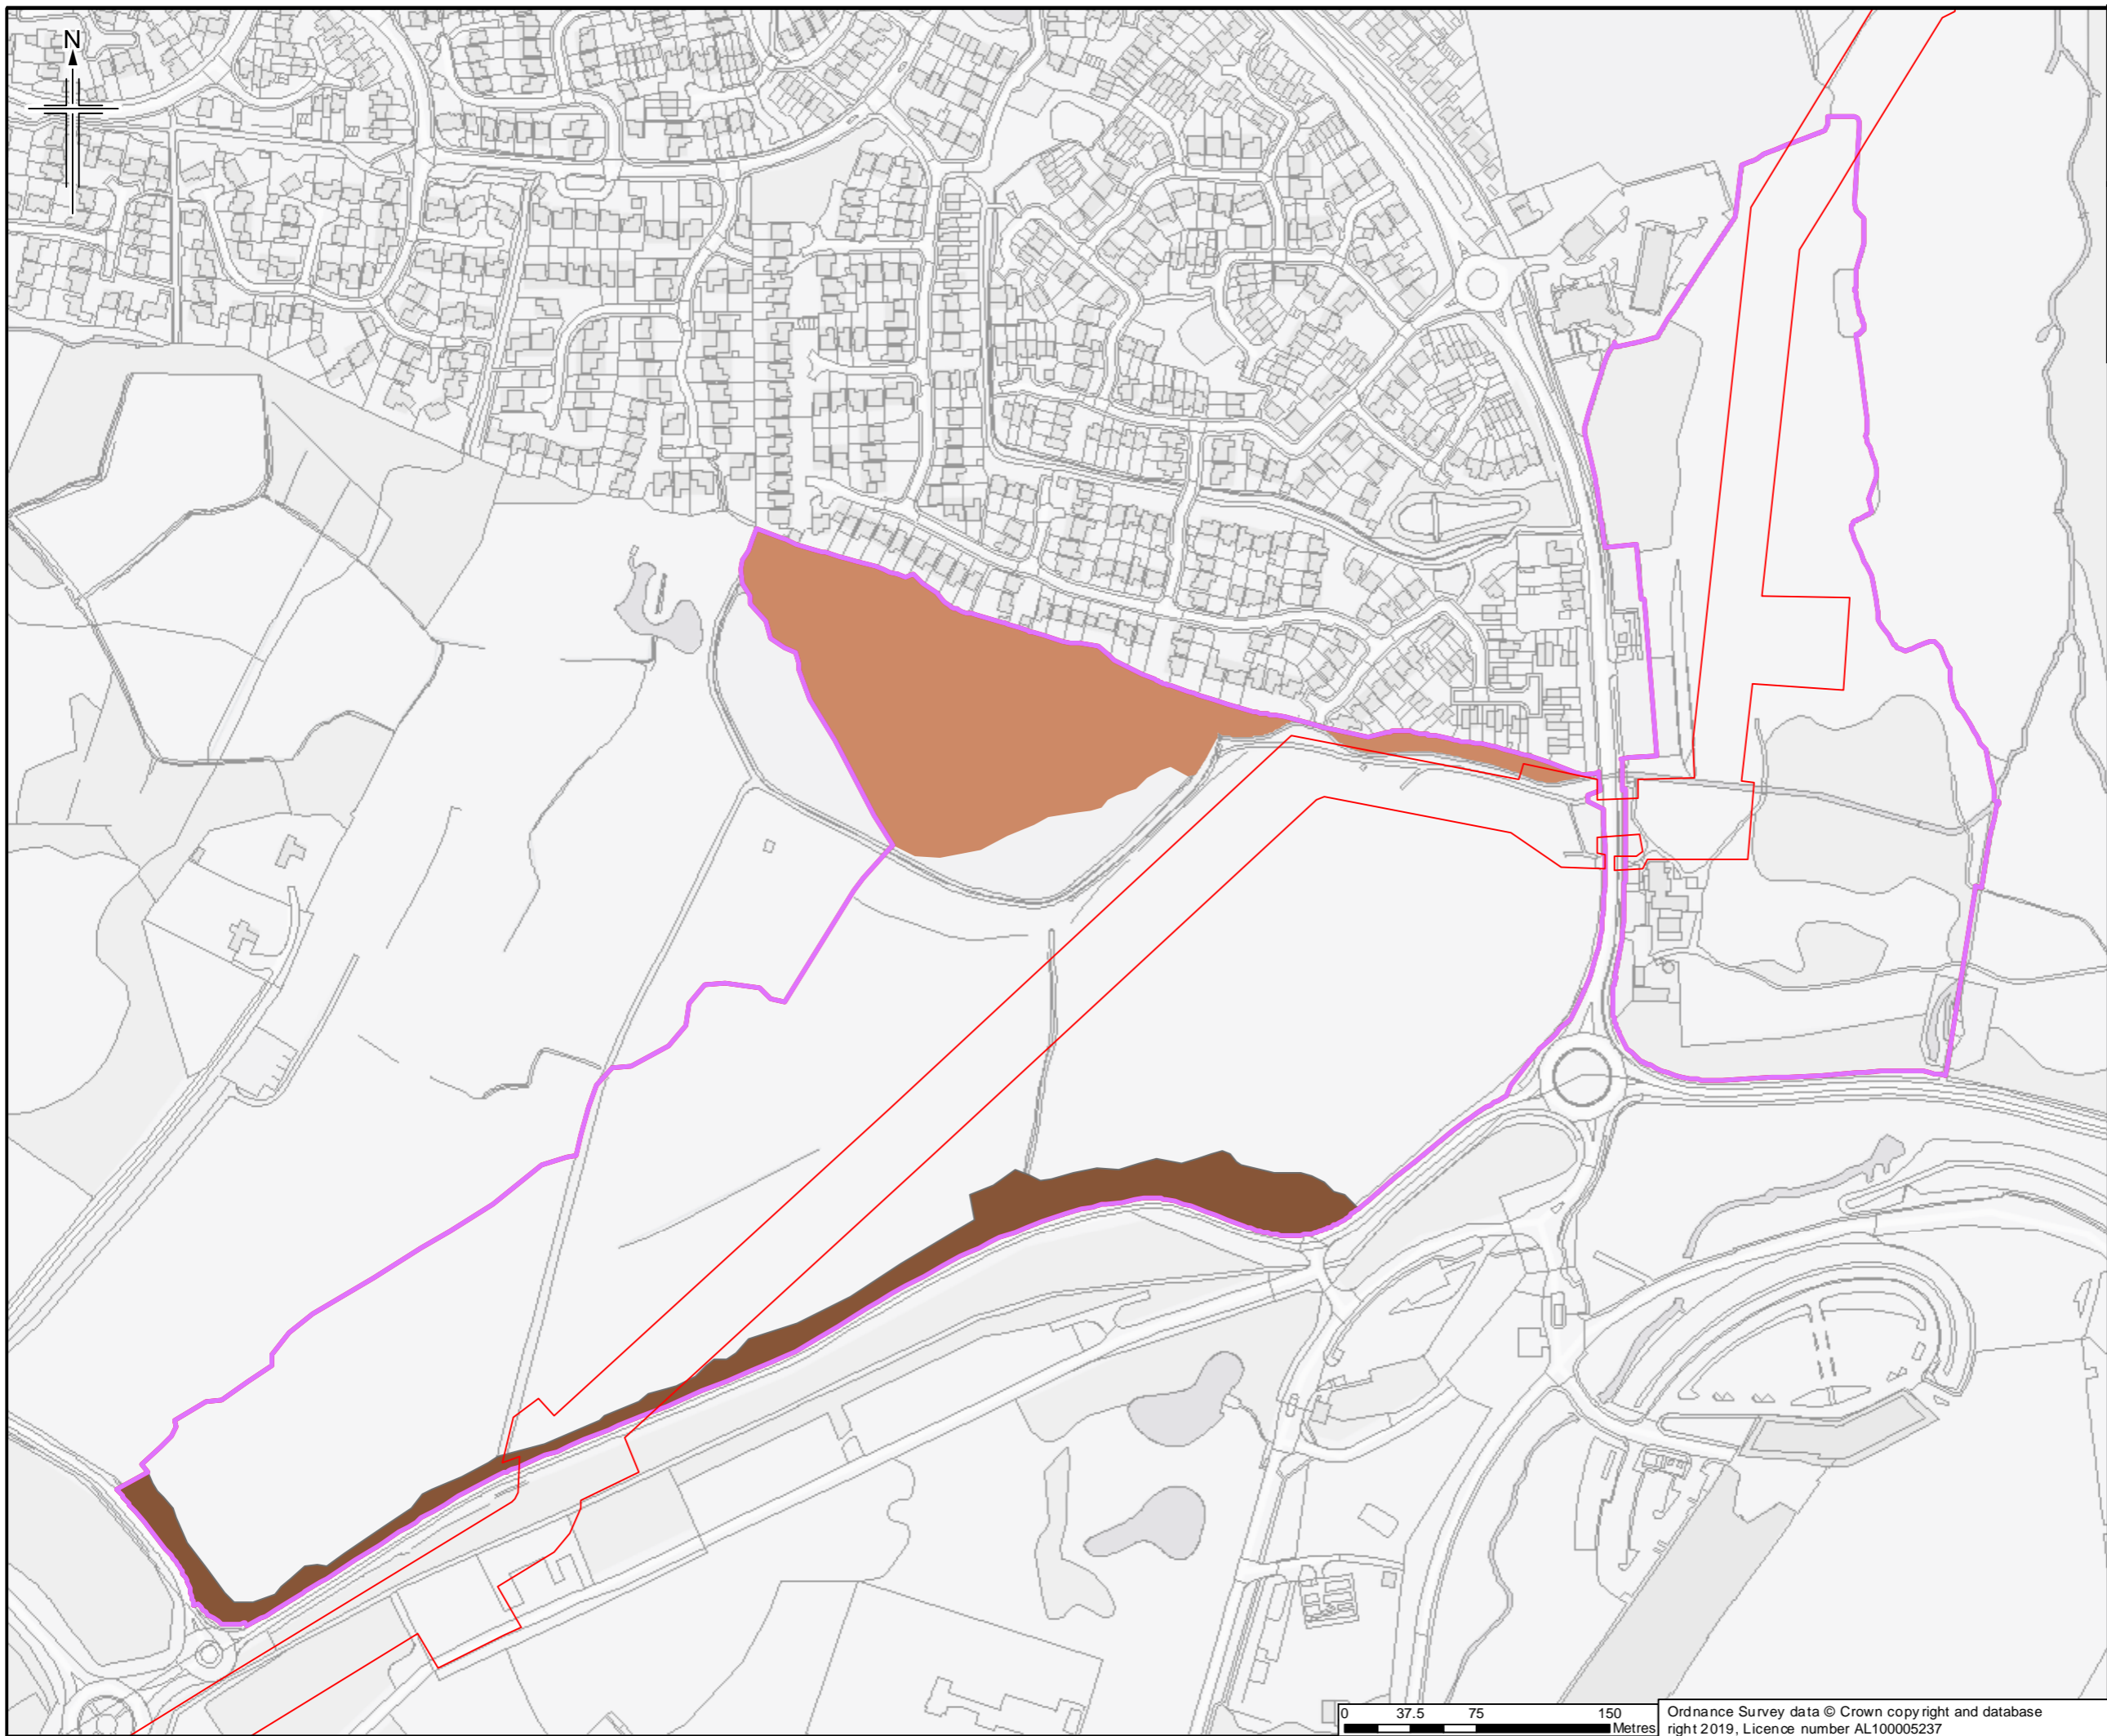 N
0 37.5 75 150
Metres
Ordnance Survey data © Crown copyright and database
right 2019, Licence number AL100005237